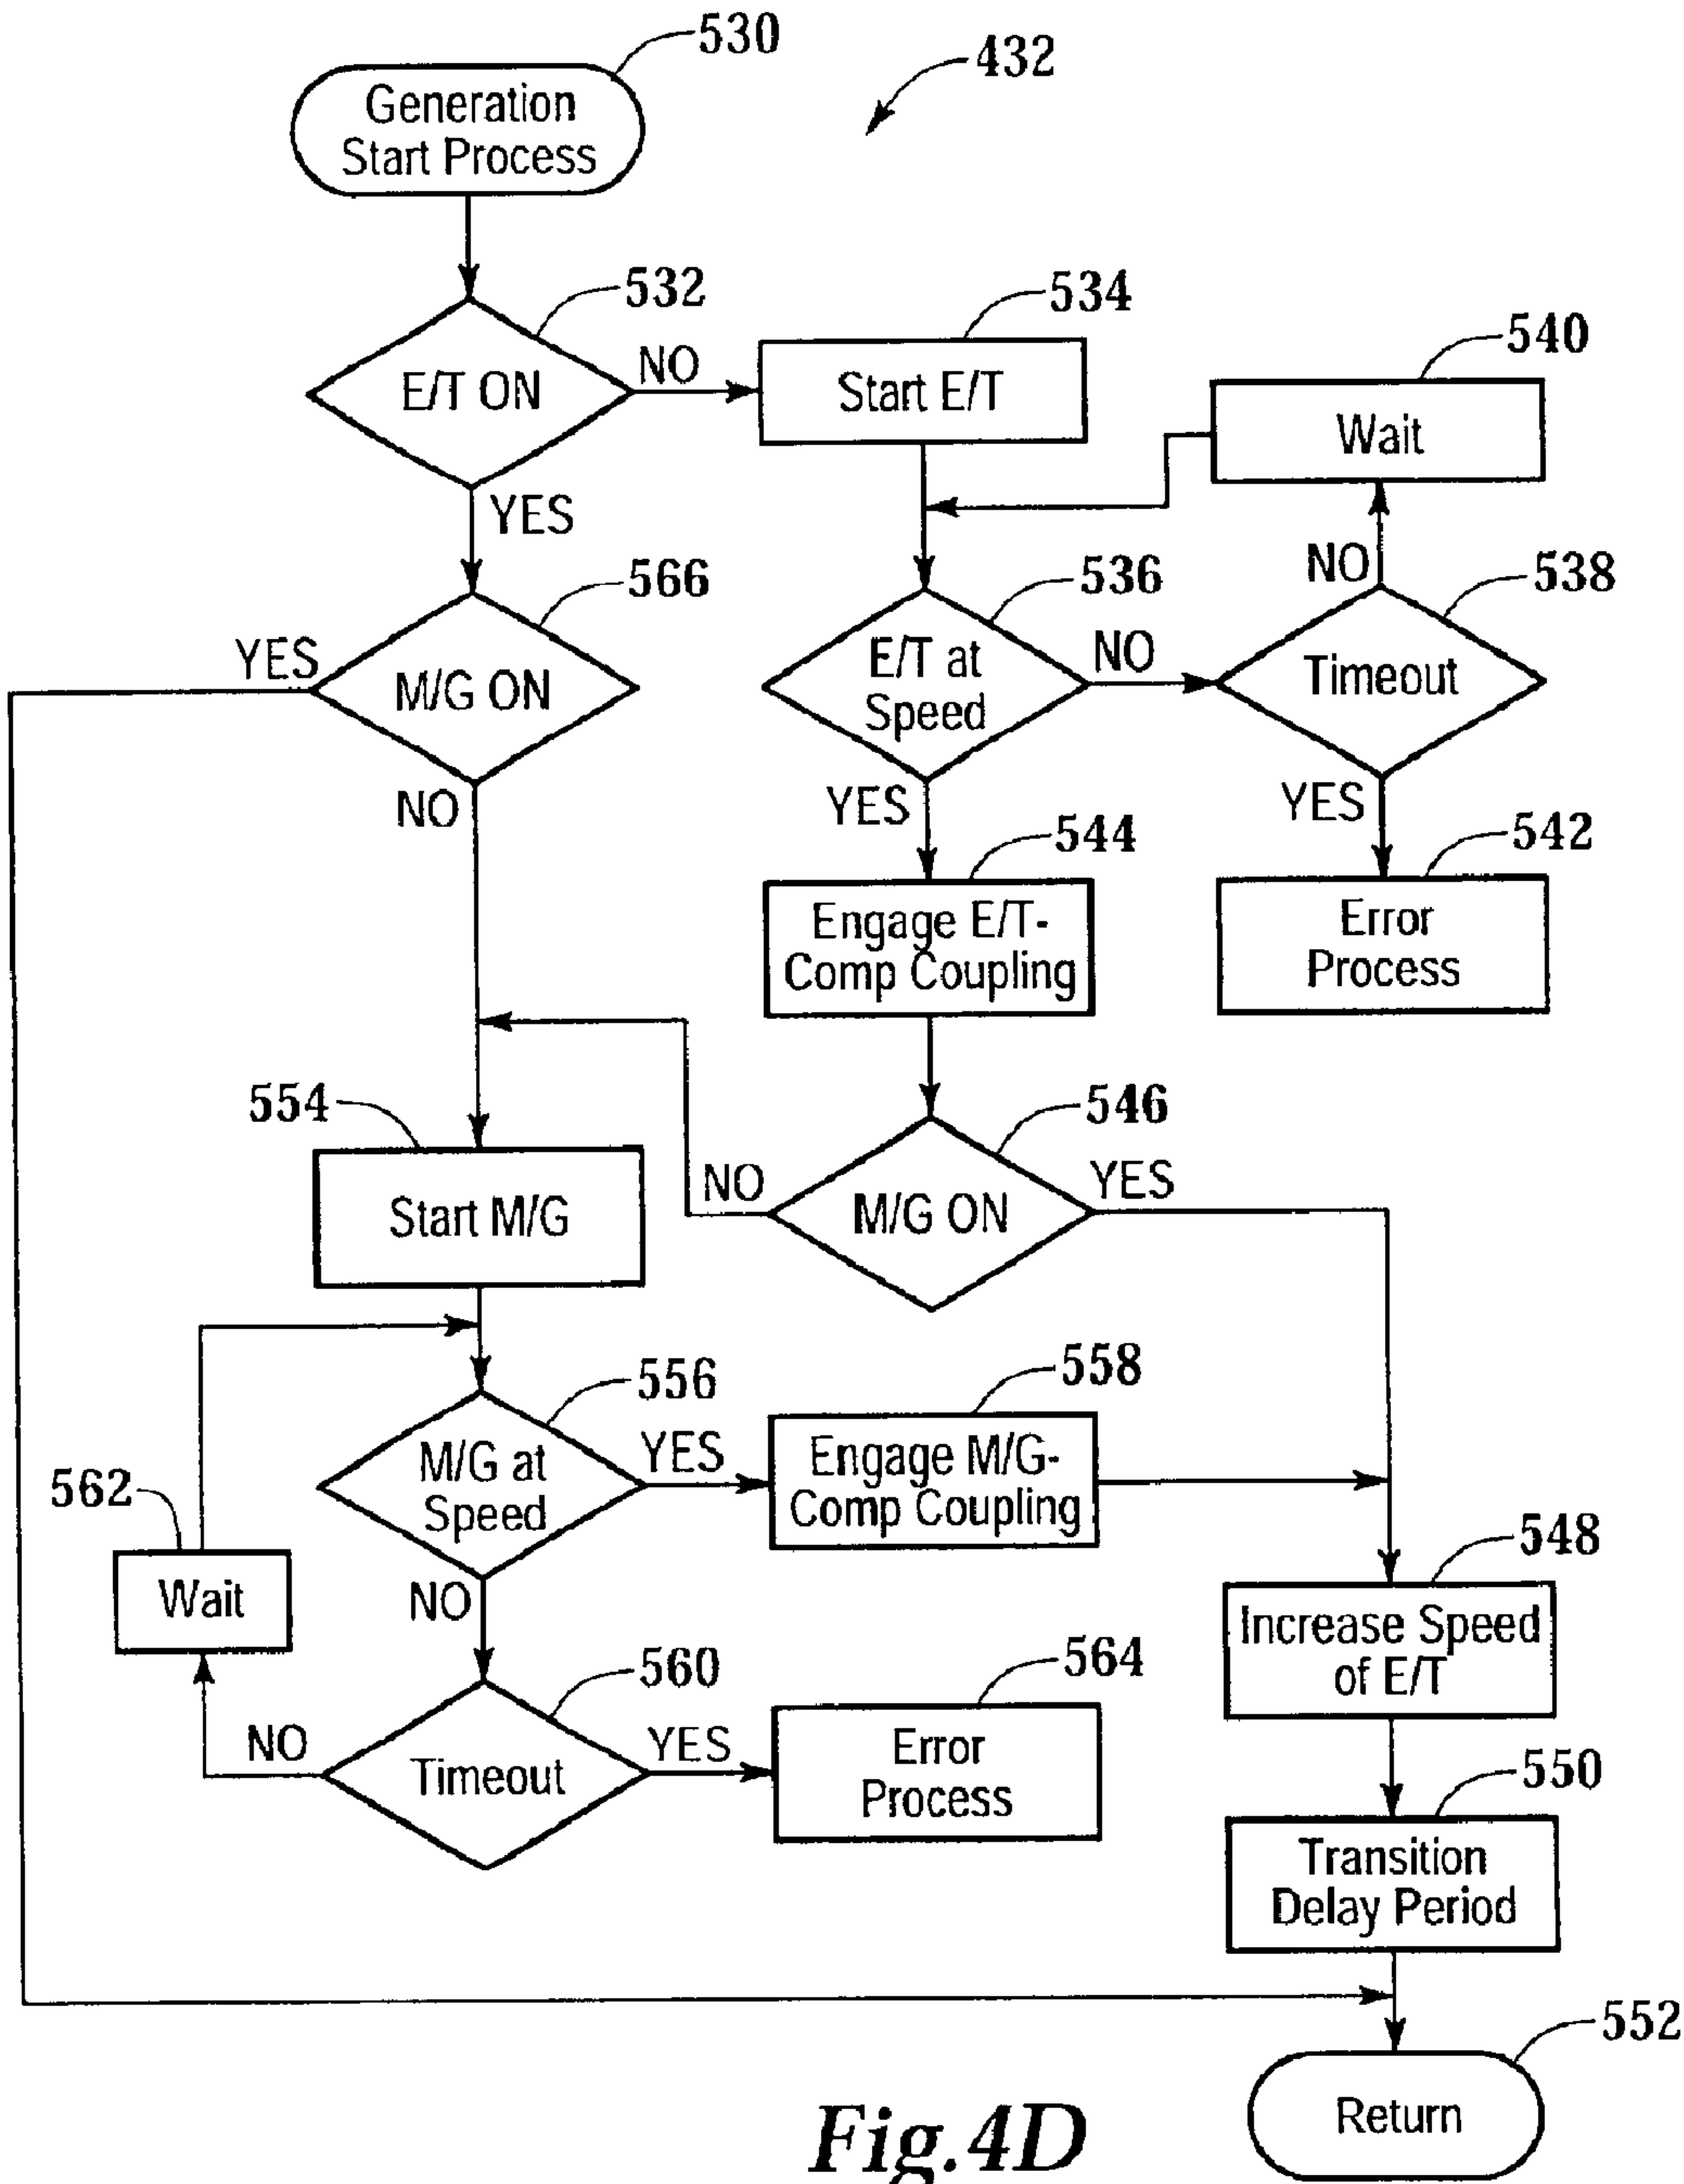 530
432
Generation
Start Process
532
534
540
E/T ON
NO
Start E/T
Wait
YES
NO
566
536
538
YES
M/G ON
E/T at
Speed
NO
Timeout
NO
YES
YES
544
542
Engage E/T-
Comp Coupling
Error
Process
554
546
Start M/G
NO
M/G ON
YES
556
558
M/G at
Speed
YES
Engage M/G-
Comp Coupling
562
548
Wait
NO
Increase Speed
of E/T
560
564
NO
Timeout
YES
Error
Process
550
Transition
Delay Period
552
Return
Fig.4D